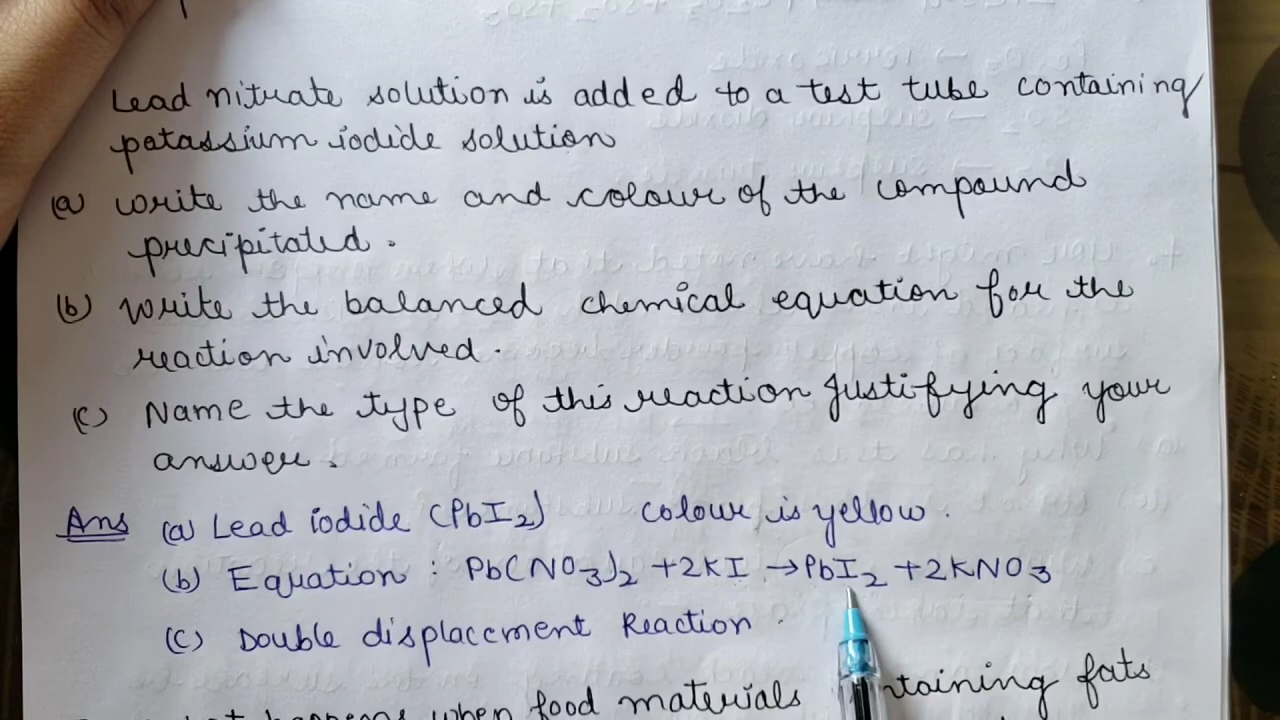 Lead nitrate solution is added to a test tube containing
potassium iodide solution
(a) write the name and colour of the compound
precipitated.
(b) Write the balanced chemical equation for the
reaction involved.
(c) Name the type of this reaction justifying your
answer.
Ans (a) Lead iodide (PbI2) colour is yellow.
(b) Equation : Pb(NO3)2 + 2KI → PbI2 + 2KNO3
(c) Double displacement Reaction.
happens when food materials fats